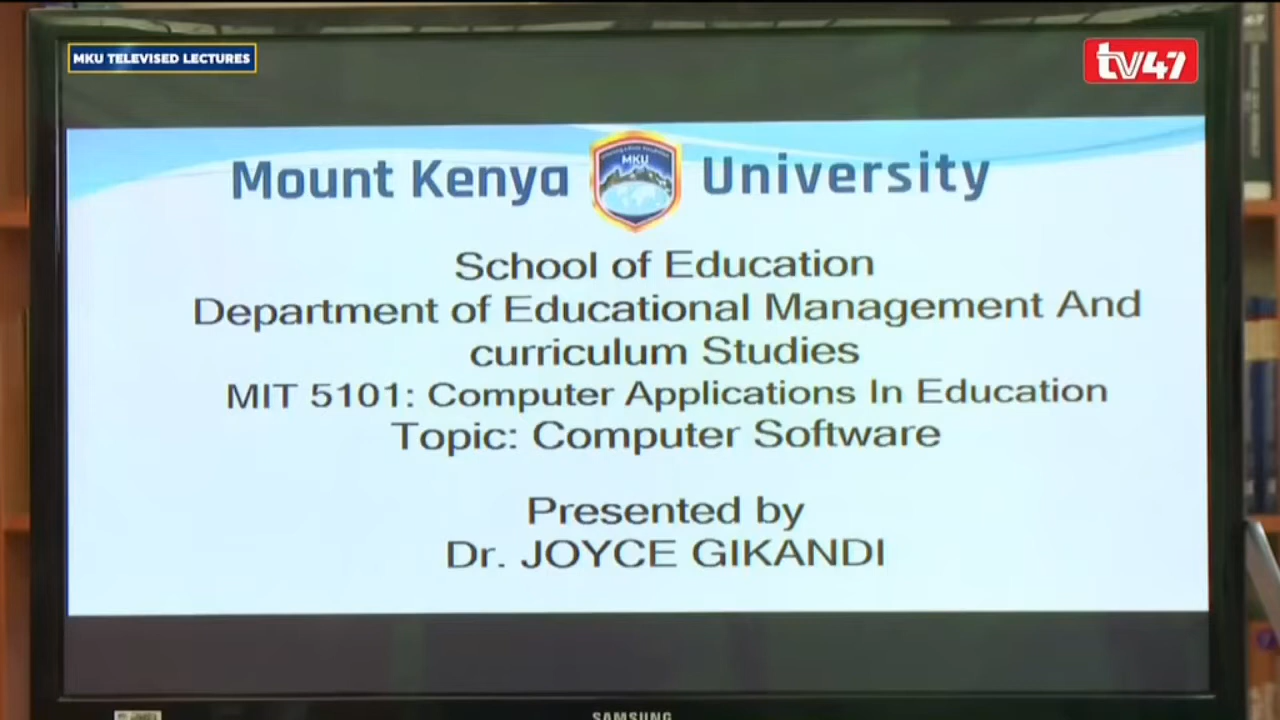 MKU TELEVISED LECTURES
tv47
Mount Kenya MKU University
School of Education
Department of Educational Management And
curriculum Studies
MIT 5101: Computer Applications In Education
Topic: Computer Software
Presented by
Dr. JOYCE GIKANDI
SAMSUNG